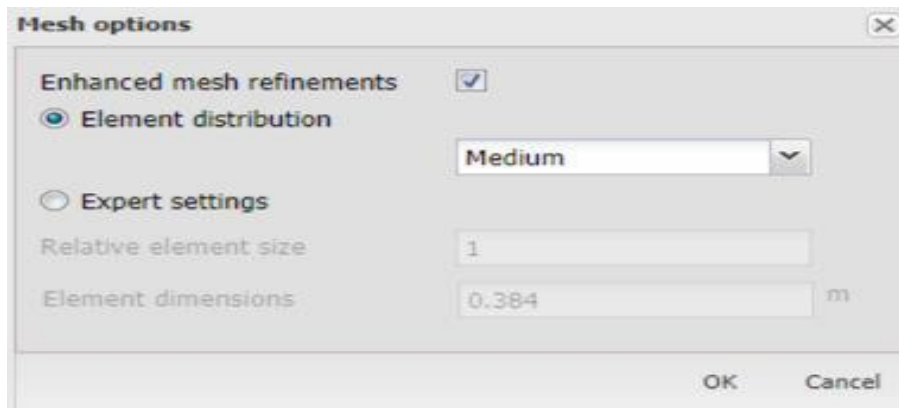 Mesh options
Enhanced mesh refinements
Element distribution
Medium
Expert settings
Relative element size 1
Element dimensions 0.384 m
OK Cancel